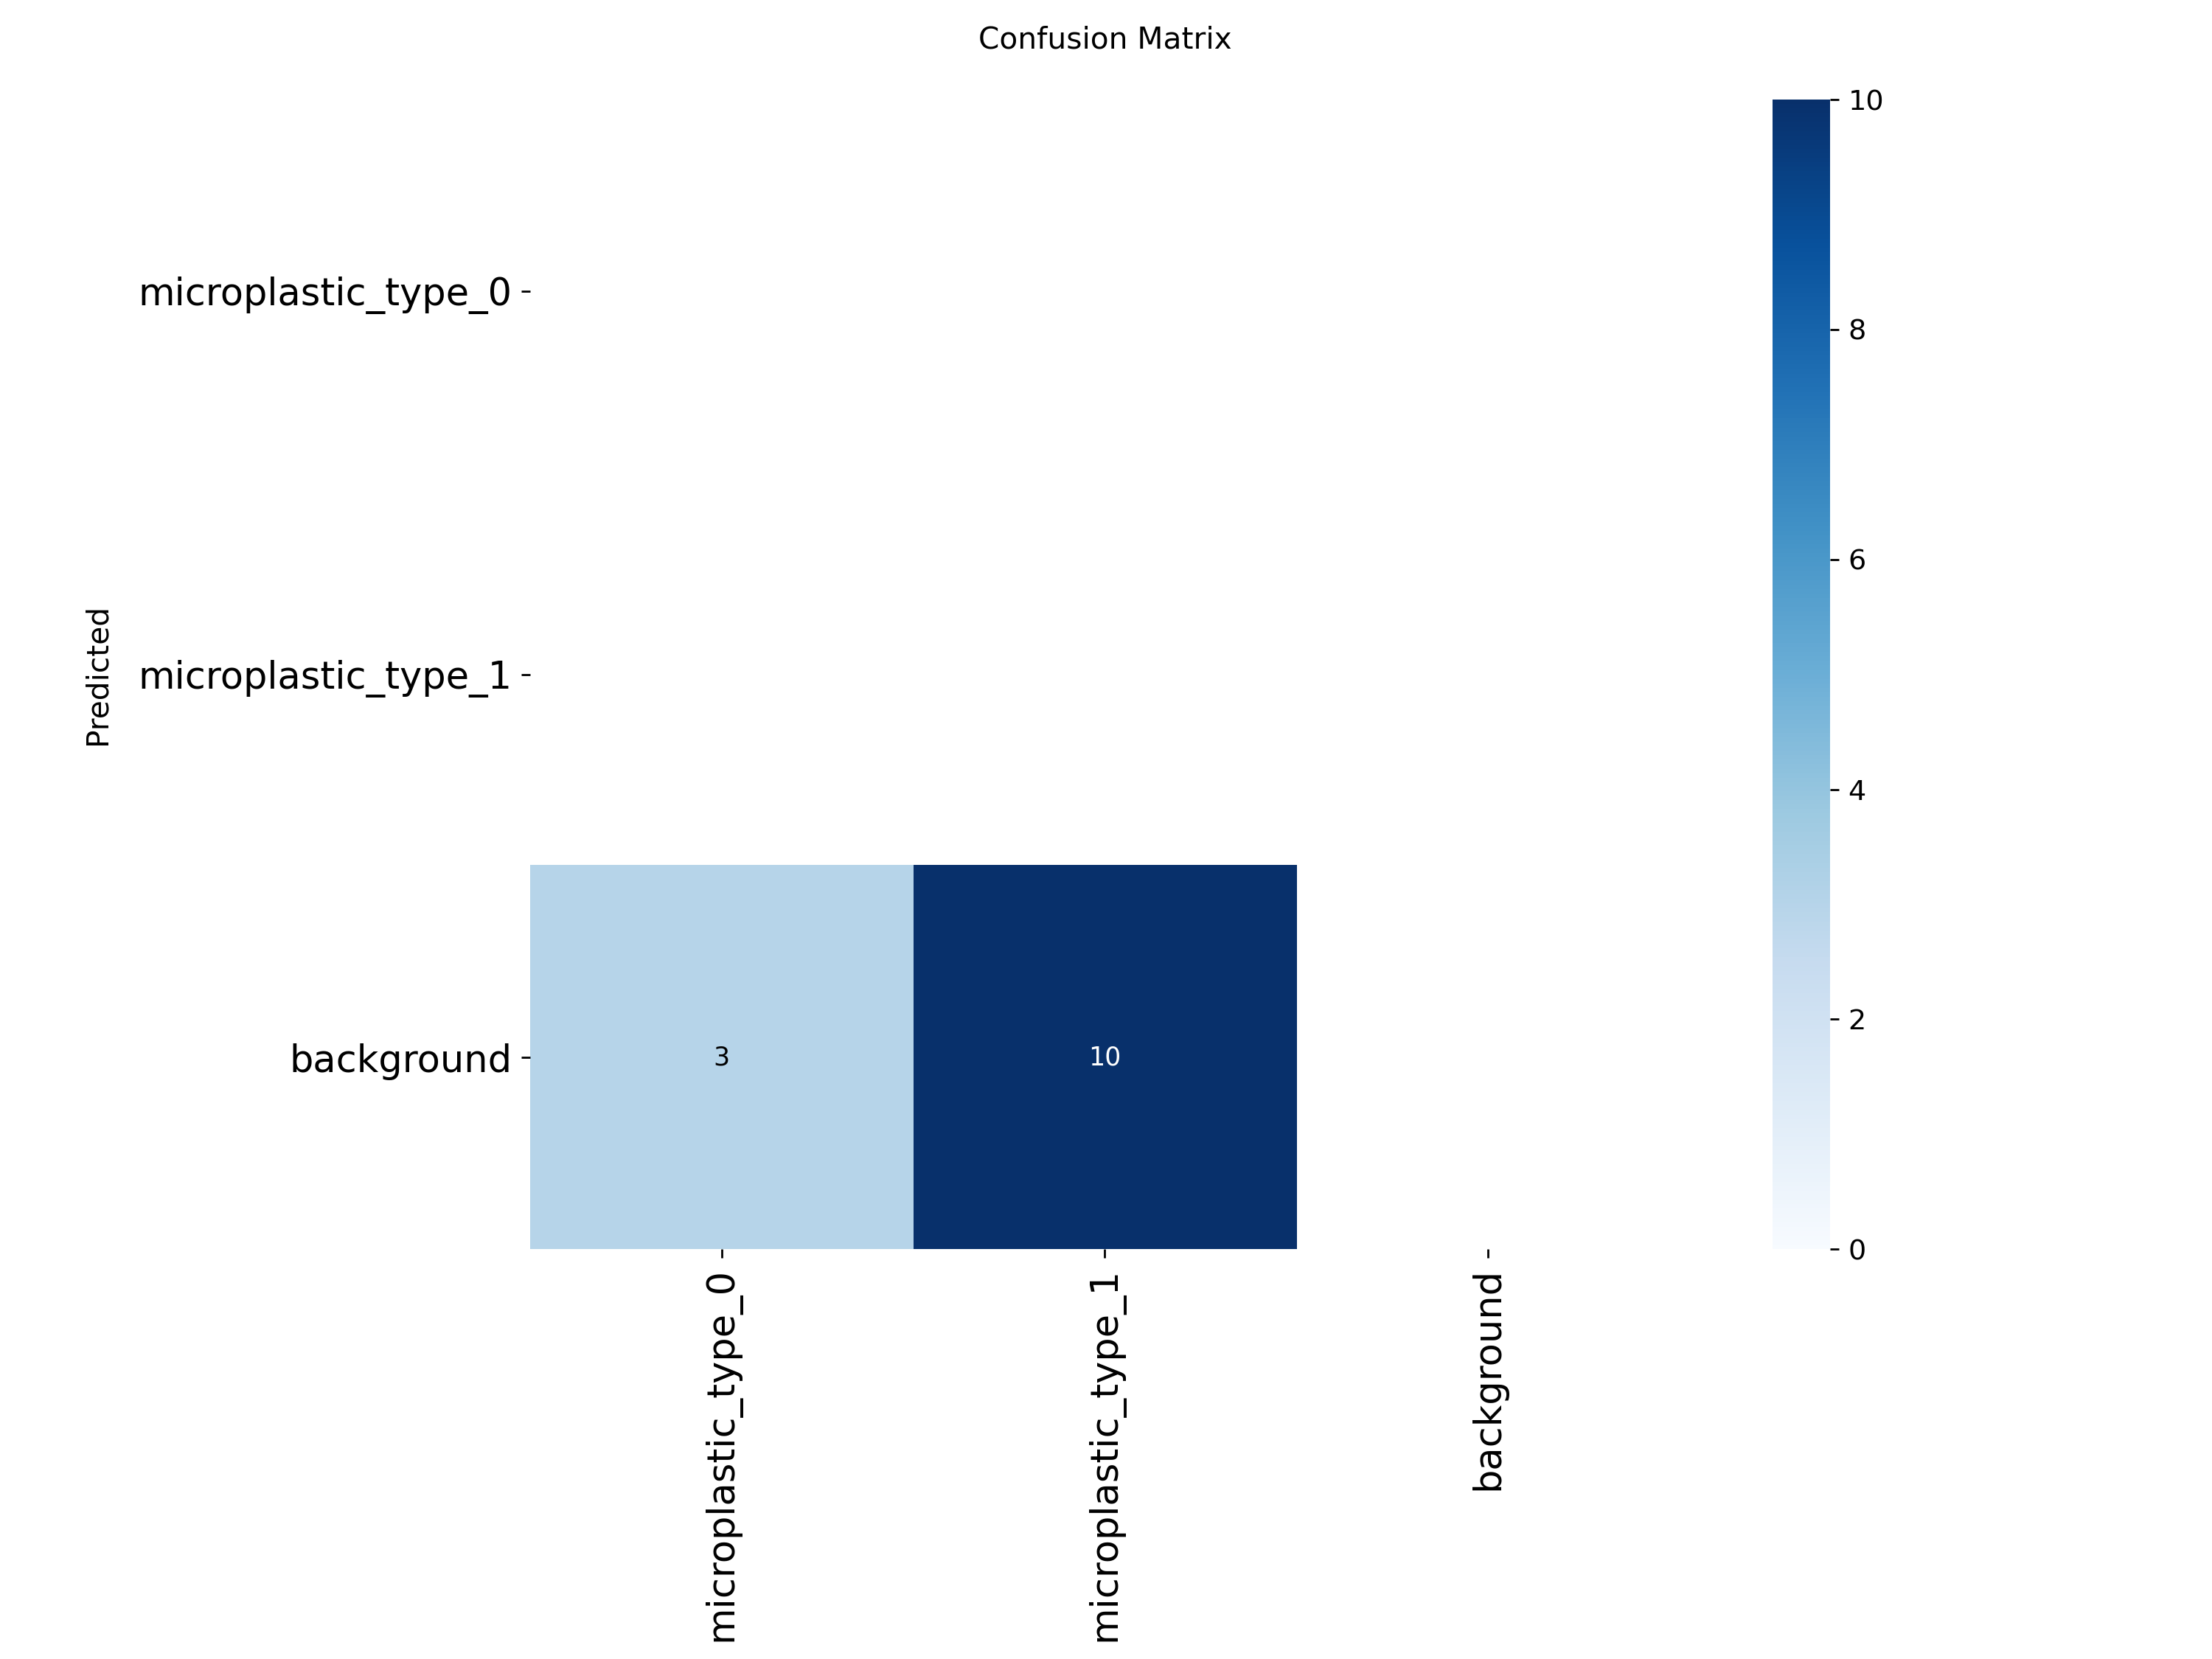 Confusion Matrix
Predicted
microplastic_type_0
microplastic_type_1
background
3
10
microplastic_type_0
microplastic_type_1
background
10
8
6
4
2
0